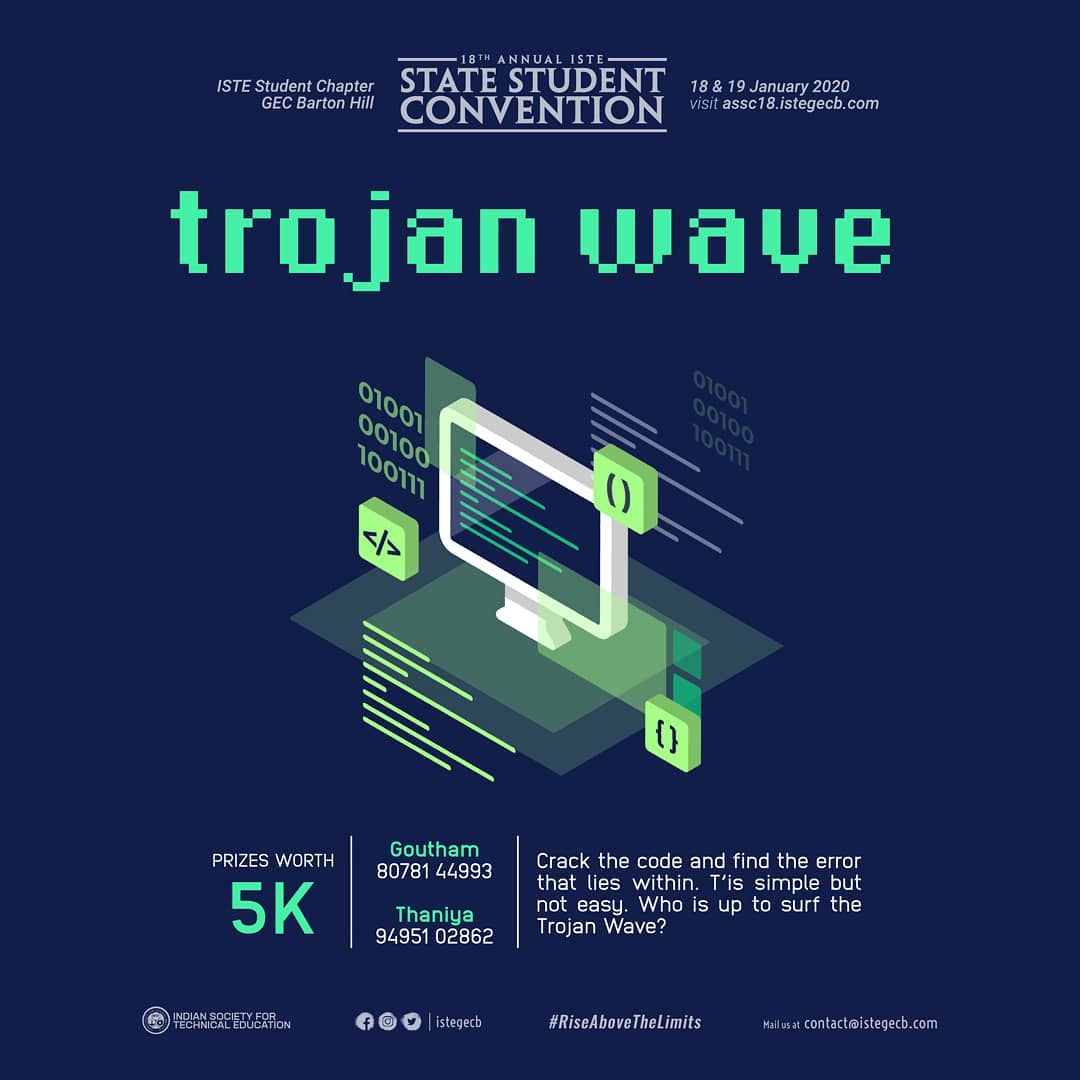 18TH ANNUAL ISTE
STATE STUDENT
CONVENTION
ISTE Student Chapter
GEC Barton Hill
18 & 19 January 2020
visit assc18.istegecb.com
trojan wave
01001
00100
100111
01001
00100
100111
()
</>
{}
PRIZES WORTH
5K
Goutham
80781 44993
Thaniya
94951 02862
Crack the code and find the error
that lies within. T'is simple but
not easy. Who is up to surf the
Trojan Wave?
INDIAN SOCIETY FOR
TECHNICAL EDUCATION
istegecb
#RiseAboveTheLimits
Mail us at contact@istegecb.com